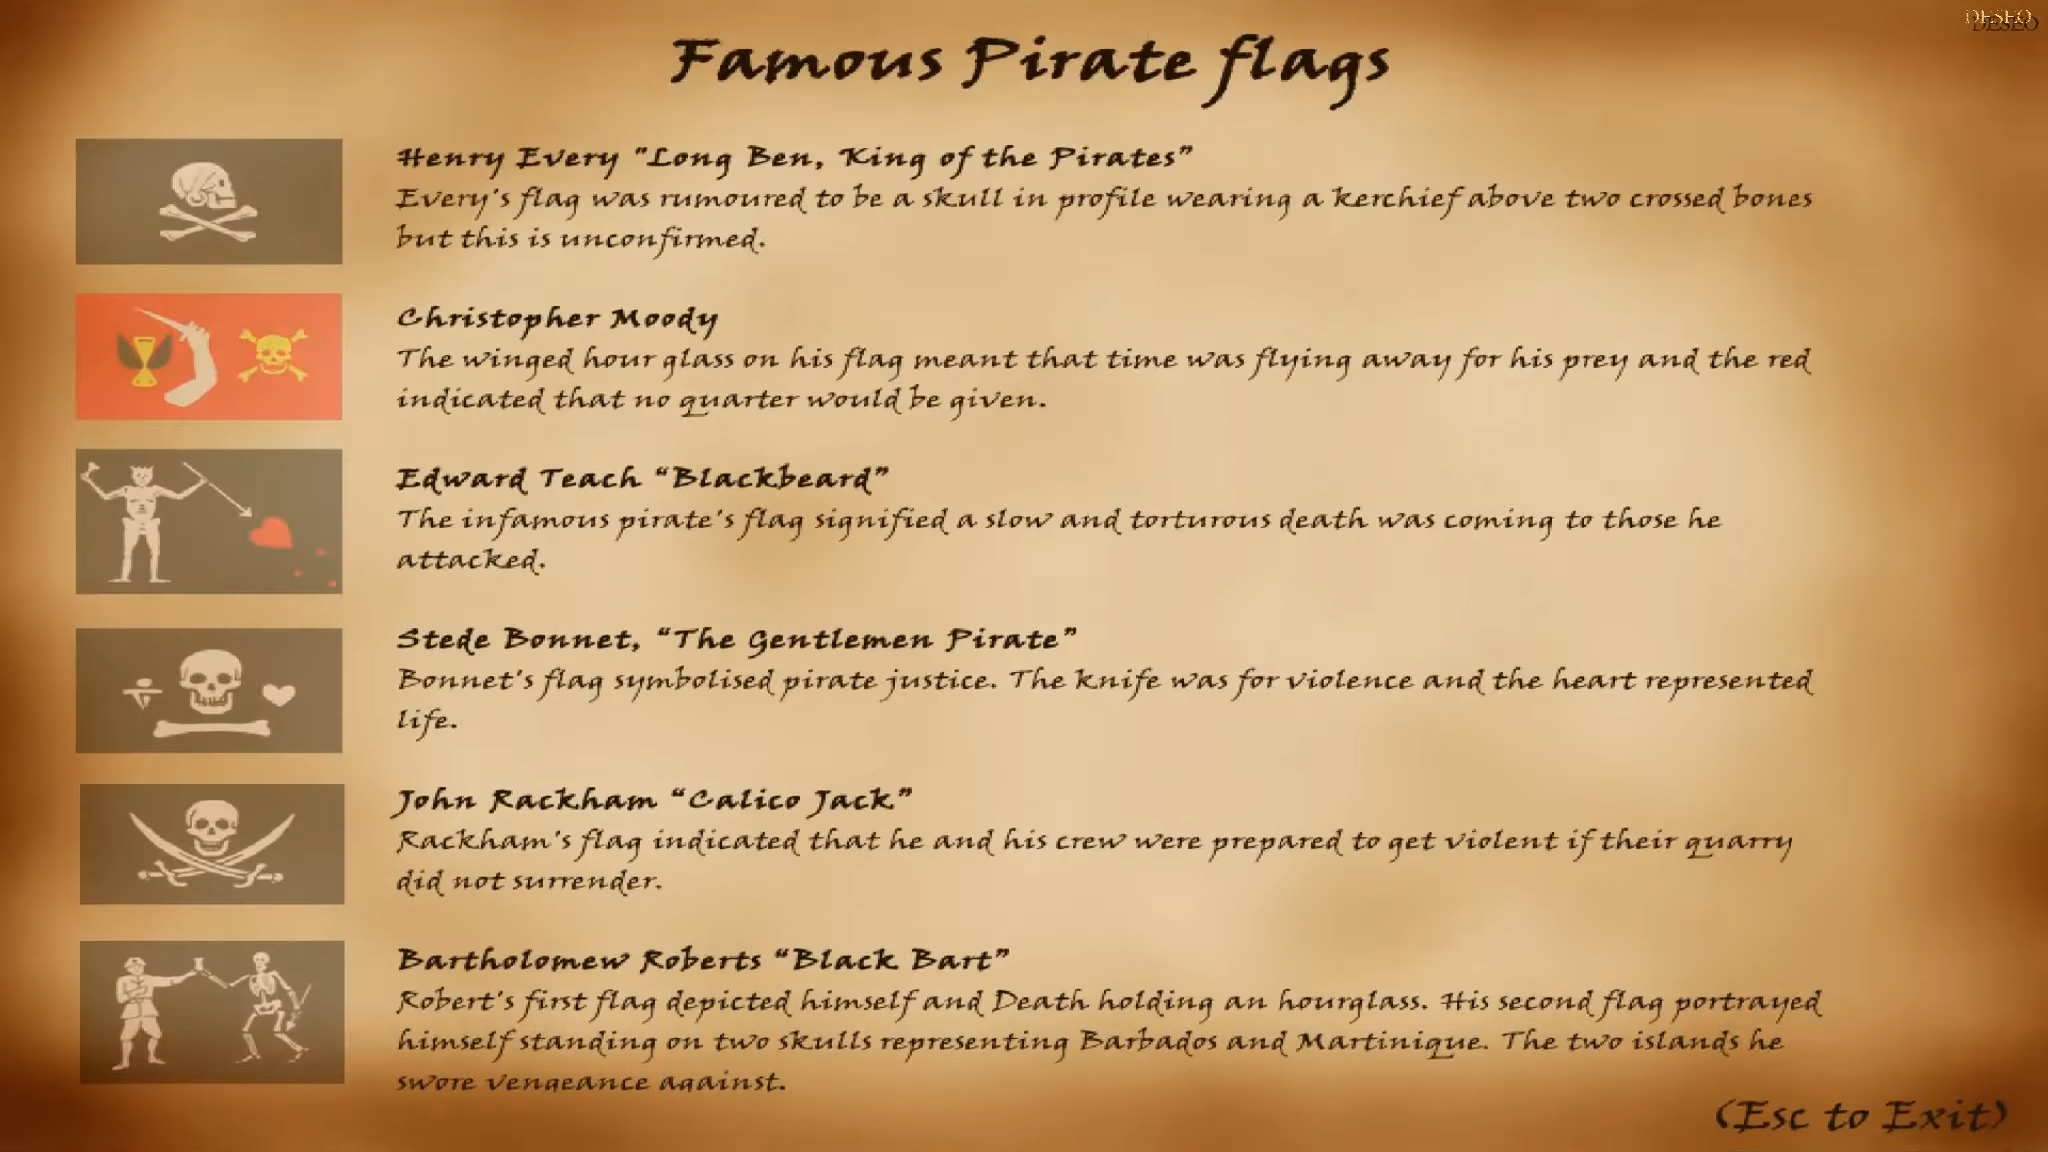 DESEO
Famous Pirate flags
Henry Every "Long Ben, King of the Pirates"
Every's flag was rumoured to be a skull in profile wearing a kerchief above two crossed bones
but this is unconfirmed.
Christopher Moody
The winged hour glass on his flag meant that time was flying away for his prey and the red
indicated that no quarter would be given.
Edward Teach “Blackbeard”
The infamous pirate's flag signified a slow and torturous death was coming to those he
attacked.
Stede Bonnet, “The Gentlemen Pirate”
Bonnet's flag symbolised pirate justice. The knife was for violence and the heart represented
life.
John Rackham “Calico Jack”
Rackham's flag indicated that he and his crew were prepared to get violent if their quarry
did not surrender.
Bartholomew Roberts “Black Bart”
Robert's first flag depicted himself and Death holding an hourglass. His second flag portrayed
himself standing on two skulls representing Barbados and Martinique. The two islands he
swore vengeance against.
(Esc to Exit)